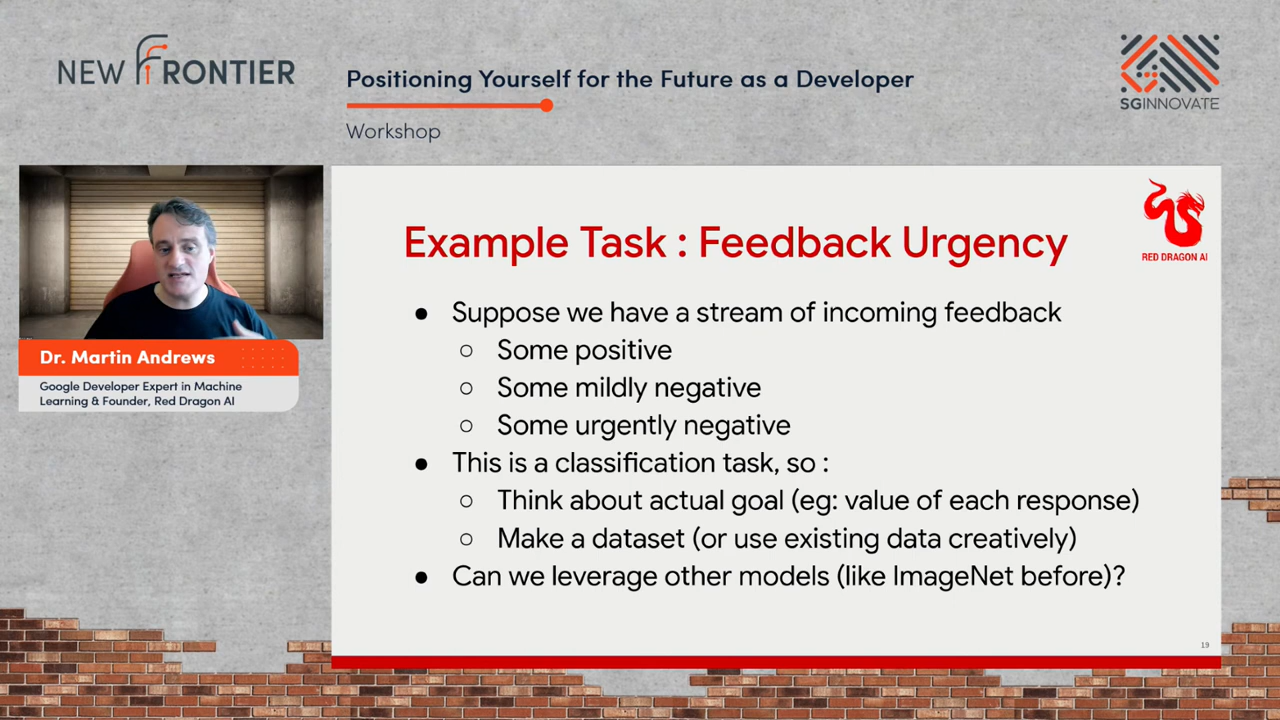 NEW FRONTIER
Positioning Yourself for the Future as a Developer
Workshop
SGINNOVATE
Dr. Martin Andrews
Google Developer Expert in Machine
Learning & Founder, Red Dragon AI
RED DRAGON AI
Example Task : Feedback Urgency
● Suppose we have a stream of incoming feedback
○ Some positive
○ Some mildly negative
○ Some urgently negative
● This is a classification task, so :
○ Think about actual goal (eg: value of each response)
○ Make a dataset (or use existing data creatively)
● Can we leverage other models (like ImageNet before)?
19